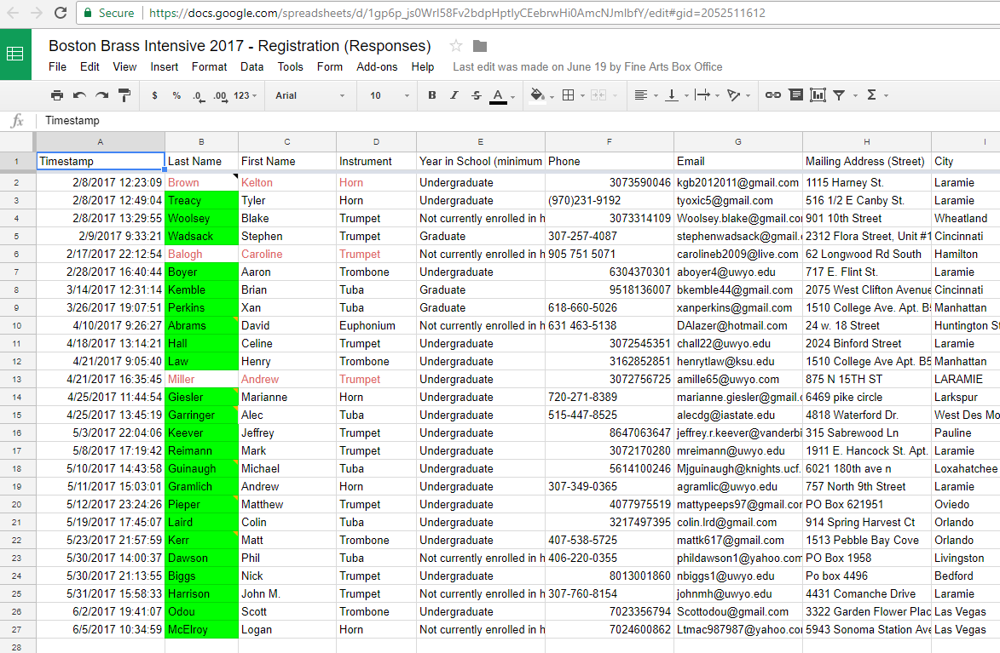 Secure https://docs.google.com/spreadsheets/d/1gp6p_js0Wrl58Fv2bdpHptlyCEebrwHi0AmcNJmlbfY/edit#gid=2052511612
Boston Brass Intensive 2017 - Registration (Responses)
File Edit View Insert Format Data Tools Form Add-ons Help Last edit was made on June 19 by Fine Arts Box Office
$ % .0 .00 123 Arial 10 B I S A Σ
fx Timestamp
A B C D E F G H I
1 Timestamp Last Name First Name Instrument Year in School (minimum Phone Email Mailing Address (Street) City
2 2/8/2017 12:23:09 Brown Kelton Horn Undergraduate 3073590046 kgb2012011@gmail.com 1115 Harney St. Laramie
3 2/8/2017 12:49:04 Treacy Tyler Horn Undergraduate (970)231-9192 tyoxic5@gmail.com 516 1/2 E Canby St. Laramie
4 2/8/2017 13:29:55 Woolsey Blake Trumpet Not currently enrolled in h 3073314109 Woolsey.blake@gmail.co 901 10th Street Wheatland
5 2/9/2017 9:33:21 Wadsack Stephen Trumpet Graduate 307-257-4087 stephenwadsack@gmail. 2312 Flora Street, Unit #1 Cincinnati
6 2/17/2017 22:12:54 Balogh Caroline Trumpet Not currently enrolled in h 905 751 5071 carolineb2009@live.com 62 Longwood Rd South Hamilton
7 2/28/2017 16:40:44 Boyer Aaron Trombone Undergraduate 6304370301 aboyer4@uwyo.edu 717 E. Flint St. Laramie
8 3/14/2017 12:31:14 Kemble Brian Tuba Graduate 9518136007 bkemble44@gmail.com 2075 West Clifton Avenue Cincinnati
9 3/26/2017 19:07:51 Perkins Xan Tuba Graduate 618-660-5026 xanperkins@gmail.com 1510 College Ave. Apt. B5 Manhattan
10 4/10/2017 9:26:27 Abrams David Euphonium Not currently enrolled in h 631 463-5138 DAlazer@hotmail.com 24 w. 18 Street Huntington St
11 4/18/2017 13:14:21 Hall Celine Trumpet Undergraduate 3072545351 chall22@uwyo.edu 2024 Binford Street Laramie
12 4/21/2017 9:05:40 Law Henry Trombone Undergraduate 3162852851 henrytlaw@ksu.edu 1510 College Ave Apt. B5 Manhattan
13 4/21/2017 16:35:45 Miller Andrew Trumpet Undergraduate 3072756725 amille65@uwyo.com 875 N 15TH ST LARAMIE
14 4/25/2017 11:44:54 Giesler Marianne Horn Undergraduate 720-271-8389 marianne.giesler@gmail. 6469 pike circle Larkspur
15 4/25/2017 13:45:19 Garringer Alec Tuba Undergraduate 515-447-8525 alecdg@iastate.edu 4818 Waterford Dr. West Des Mo
16 5/3/2017 22:04:06 Keever Jeffrey Trumpet Undergraduate 8647063647 jeffrey.r.keever@vanderbi 315 Sabrewood Ln Pauline
17 5/8/2017 17:19:42 Reimann Mark Trumpet Undergraduate 3072170280 mreimann@uwyo.edu 1911 E. Hancock St. Apt. Laramie
18 5/10/2017 14:43:58 Guinaugh Michael Tuba Undergraduate 5614100246 Mjguinaugh@knights.ucf. 6021 180th ave n Loxahatchee
19 5/11/2017 15:03:01 Gramlich Andrew Horn Undergraduate 307-349-0365 agramlic@uwyo.edu 757 North 9th Street Laramie
20 5/12/2017 23:24:26 Pieper Matthew Trumpet Undergraduate 4077975519 mattypeeps97@gmail.com PO Box 621951 Oviedo
21 5/19/2017 17:45:07 Laird Colin Tuba Undergraduate 3217497395 colin.lrd@gmail.com 914 Spring Harvest Ct Orlando
22 5/23/2017 21:57:59 Kerr Matt Trombone Undergraduate 407-538-5725 mattk617@gmail.com 1513 Pebble Bay Cove Orlando
23 5/30/2017 14:00:37 Dawson Phil Tuba Not currently enrolled in h 406-220-0355 phildawson1@yahoo.com PO Box 1958 Livingston
24 5/30/2017 21:13:55 Biggs Nick Trumpet Undergraduate 8013001860 nbiggs1@uwyo.edu Po box 4496 Bedford
25 5/31/2017 15:58:33 Harrison John M. Trumpet Not currently enrolled in h 307-760-8154 johnmh@uwyo.edu 4431 Comanche Drive Laramie
26 6/2/2017 19:41:07 Odou Scott Trombone Undergraduate 7023356794 Scottodou@gmail.com 3322 Garden Flower Plac Las Vegas
27 6/5/2017 10:34:59 McElroy Logan Horn Not currently enrolled in h 7024600862 Ltmac987987@yahoo.co 5943 Sonoma Station Ave Las Vegas
28